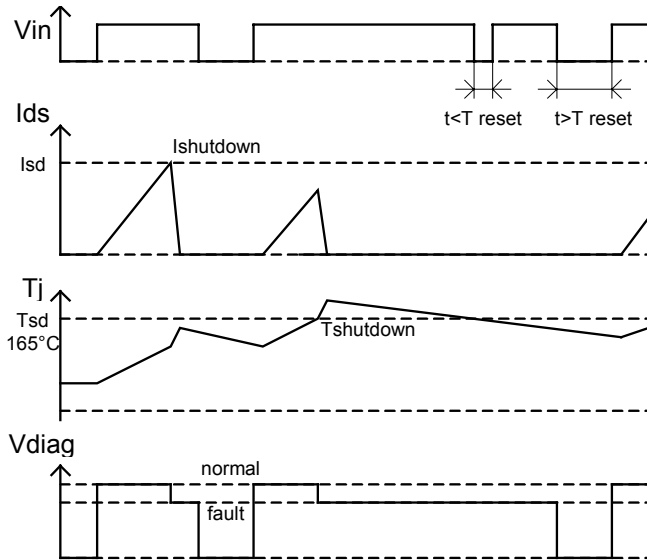 Vin
t<T reset
t>T reset
Ids
Isd
Ishutdown
Tj
Tsd
165°C
Tshutdown
Vdiag
normal
fault